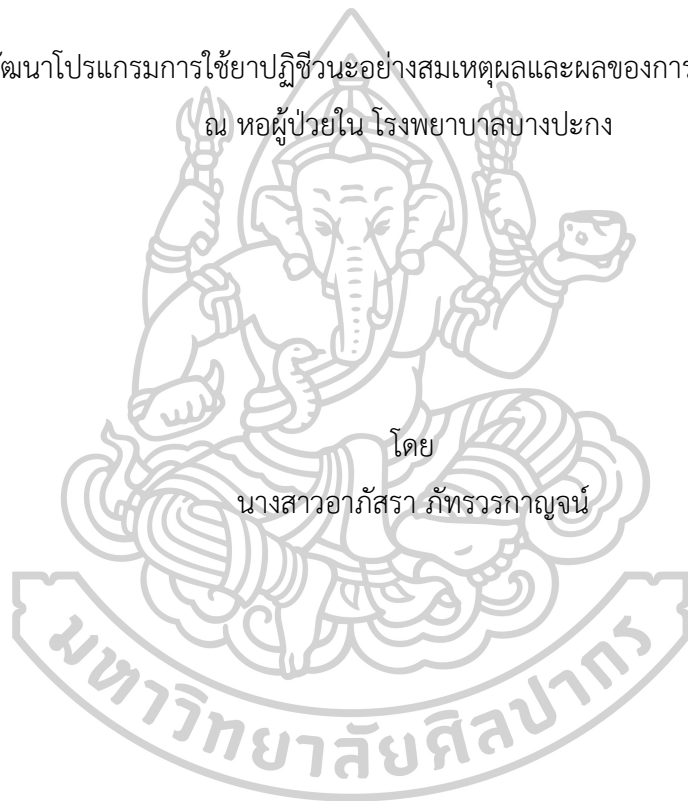 ัฒนาโปรแกรมการใช้ยาปฏิชีวนะอย่างสมเหตุผลและผลของการ
ณ หอผู้ป่วยใน โรงพยาบาลบางปะกง
โดย
นางสาวอาภัสรา ภัทรวรกาญจน์
มหาวิทยาลัยศิลปากร